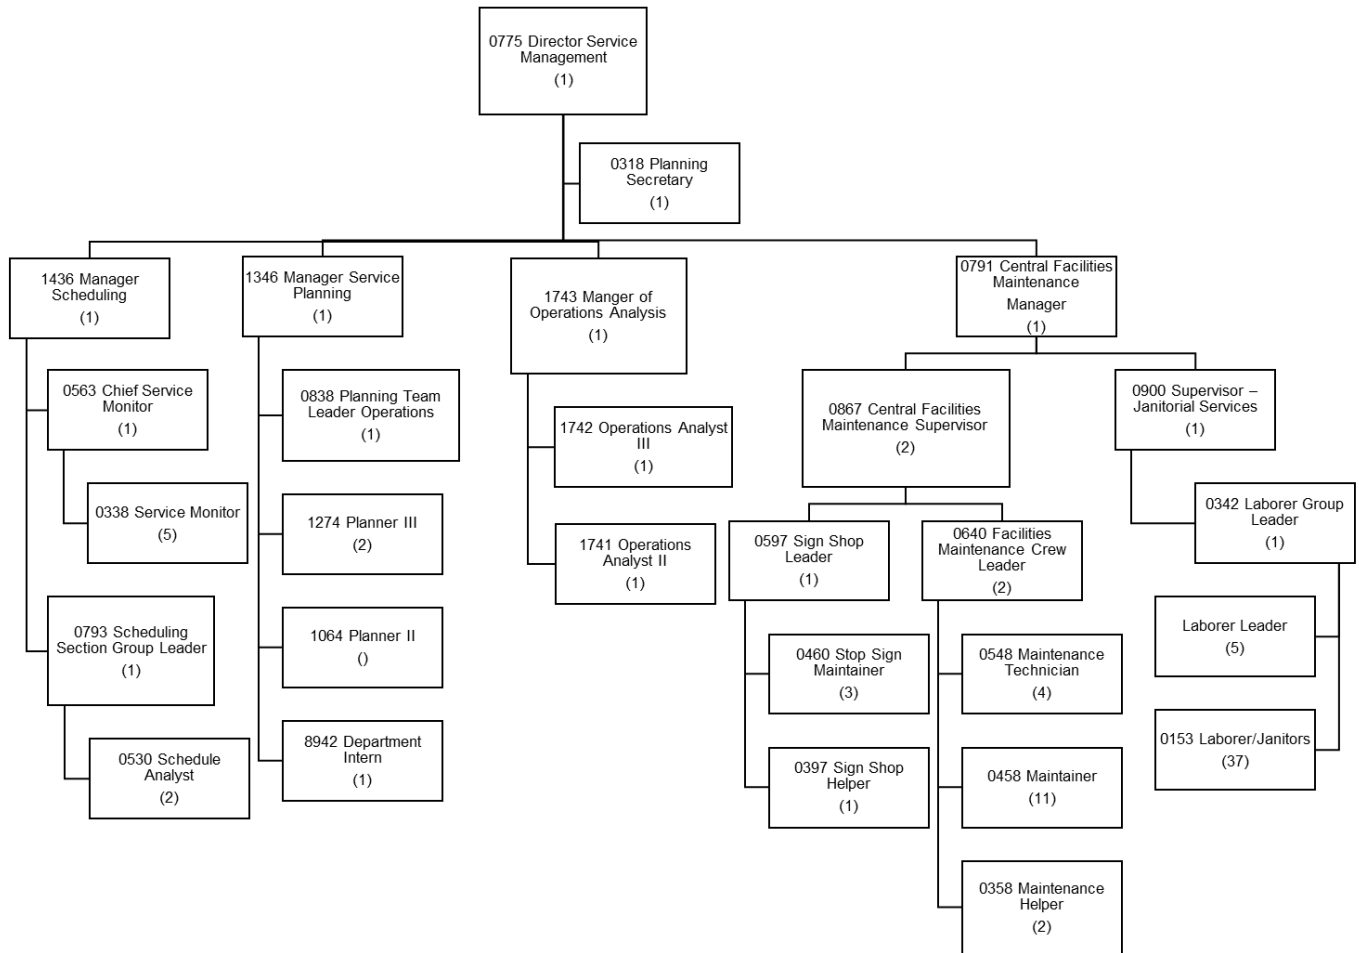 0775 Director Service
Management
(1)
0318 Planning
Secretary
(1)
1436 Manager
Scheduling
(1)
0563 Chief Service
Monitor
(1)
0338 Service Monitor
(5)
0793 Scheduling
Section Group Leader
(1)
0530 Schedule
Analyst
(2)
1346 Manager Service
Planning
(1)
0838 Planning Team
Leader Operations
(1)
1274 Planner III
(2)
1064 Planner II
()
8942 Department
Intern
(1)
1743 Manger of
Operations Analysis
(1)
1742 Operations Analyst
III
(1)
1741 Operations
Analyst II
(1)
0791 Central Facilities
Maintenance
Manager
(1)
0867 Central Facilities
Maintenance Supervisor
(2)
0597 Sign Shop
Leader
(1)
0460 Stop Sign
Maintainer
(3)
0397 Sign Shop
Helper
(1)
0640 Facilities
Maintenance Crew
Leader
(2)
0548 Maintenance
Technician
(4)
0458 Maintainer
(11)
0358 Maintenance
Helper
(2)
0900 Supervisor –
Janitorial Services
(1)
0342 Laborer Group
Leader
(1)
Laborer Leader
(5)
0153 Laborer/Janitors
(37)